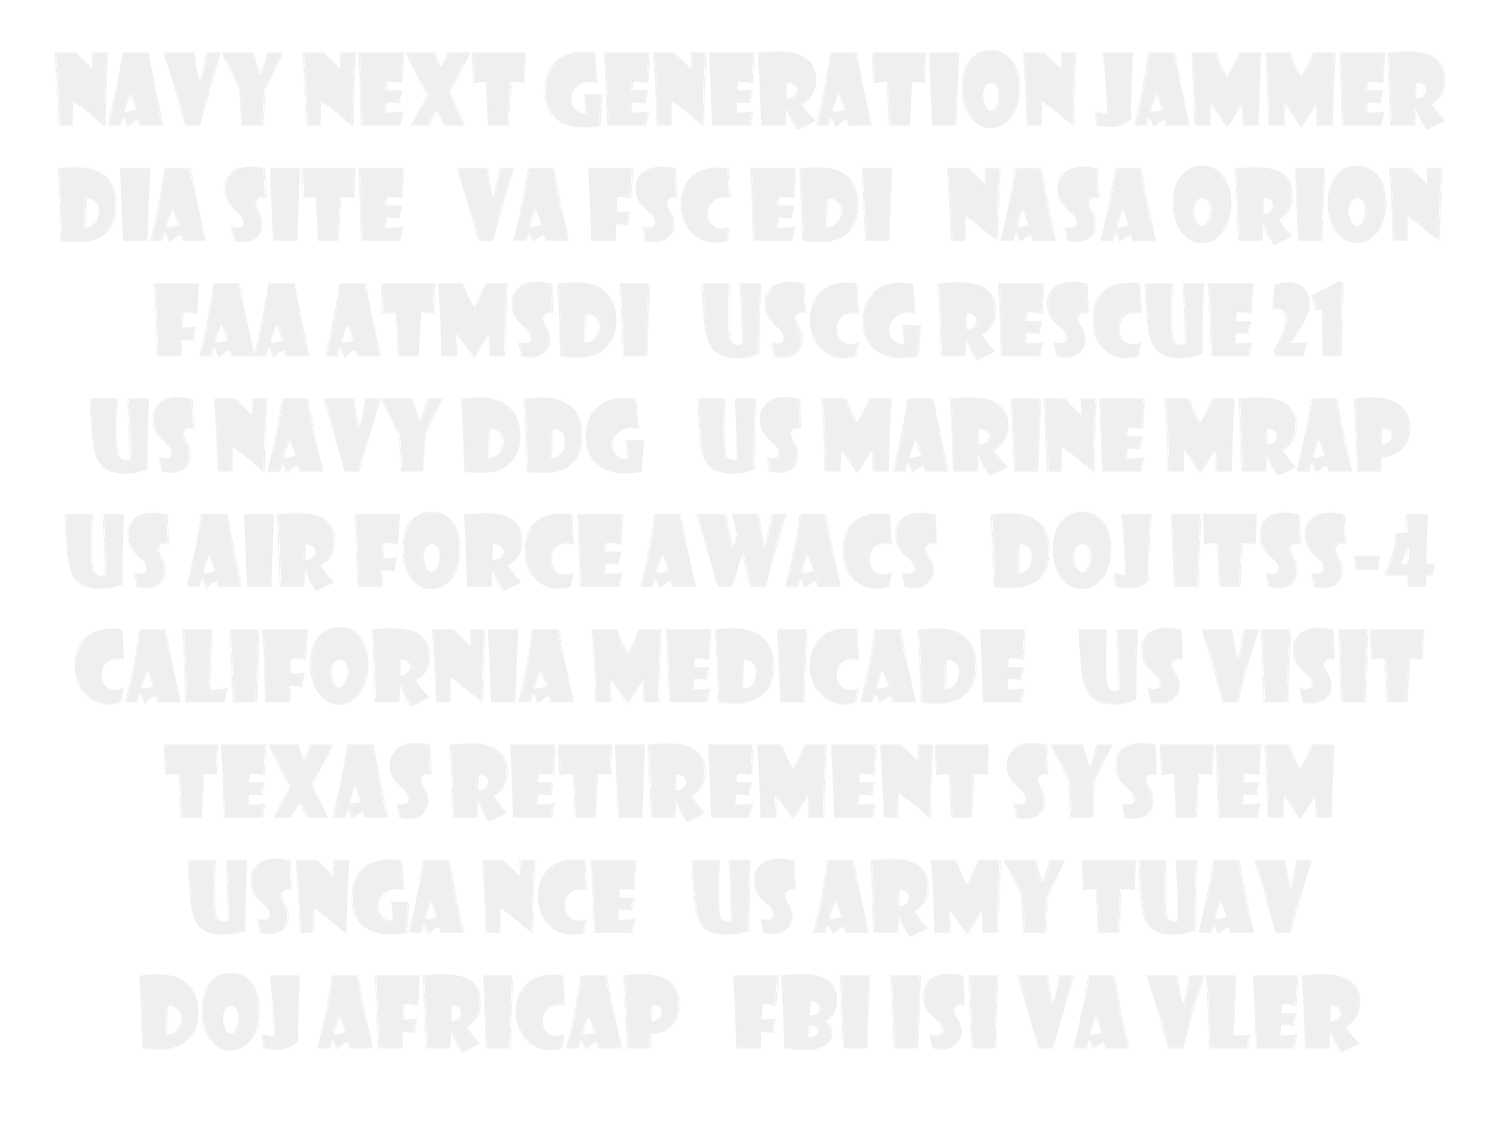 NAVY NEXT GENERATION JAMMER
DIA SITE VA FSC EDI NASA ORION
FAA ATMSDI USCG RESCUE 21
US NAVY DDG US MARINE MRAP
US AIR FORCE AWACS DOJ ITSS-4
CALIFORNIA MEDICADE US VISIT
TEXAS RETIREMENT SYSTEM
USNGA NCE US ARMY TUAV
DOJ AFRICAP FBI ISI VA VLER